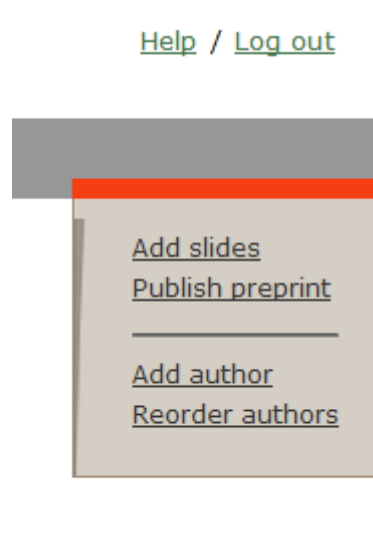 Help / Log out
Add slides
Publish preprint
Add author
Reorder authors